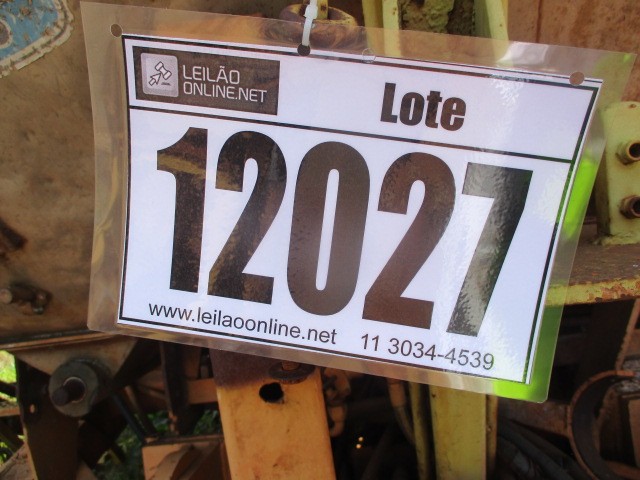 LEILÃO
ONLINE.NET
Lote
12027
www.leilaoonline.net 11 3034-4539